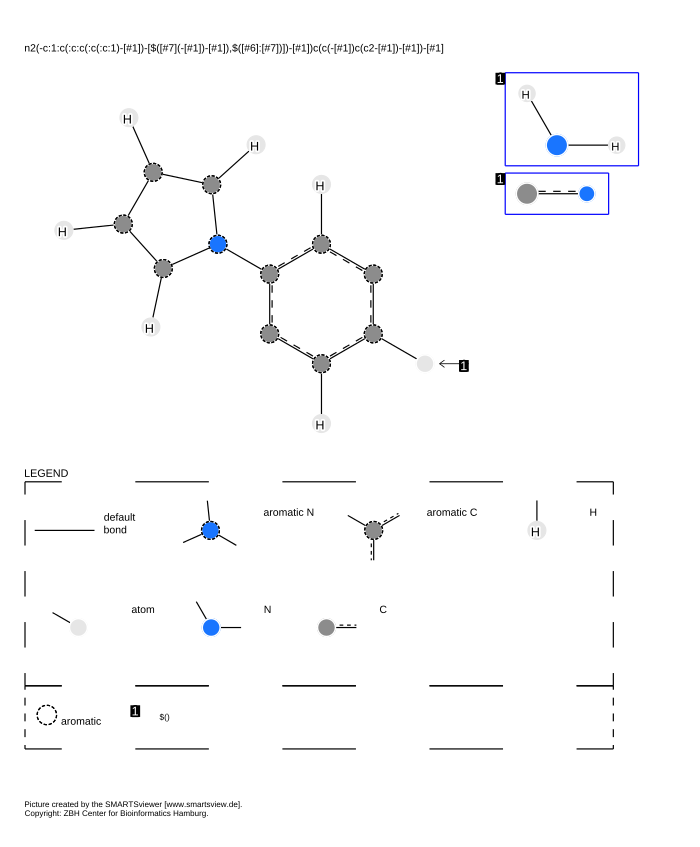 n2(-c:1:c(:c:c(:c(:c:1)-[#1])-[$([#7](-[#1])-[#1]),$([#6]:[#7])])-[#1])c(c(-[#1])c(c2-[#1])-[#1])-[#1]
1
H
H
1
H
H
H
H
H
1
H
LEGEND
default
bond
aromatic N
aromatic C
H
H
atom
N
C
aromatic
1
$()
Picture created by the SMARTSviewer [www.smartsview.de].
Copyright: ZBH Center for Bioinformatics Hamburg.